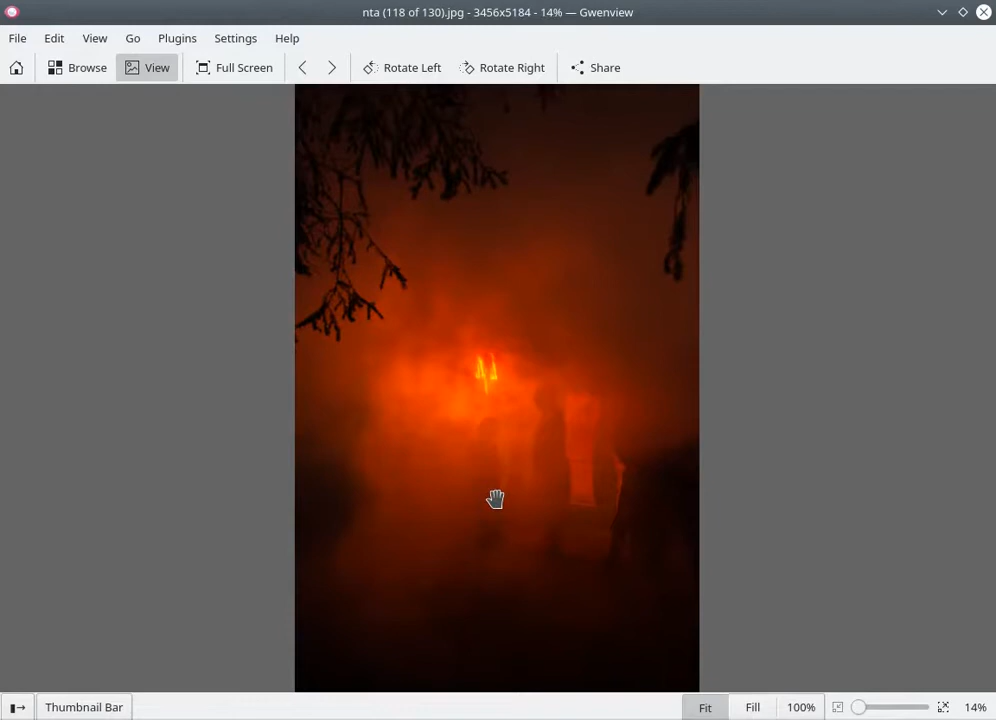 nta (118 of 130).jpg - 3456x5184 - 14% — Gwenview
File Edit View Go Plugins Settings Help
Browse View Full Screen Rotate Left Rotate Right Share
Thumbnail Bar Fit Fill 100% 14%